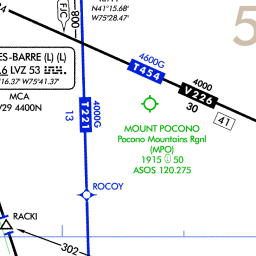 N41°15.68'
W75°28.47'
FJC
800
5
4600G
T454
4000
V226
30
41
ES-BARRE (L) (L)
.6 LVZ 53
16.37' W75°41.37'
MCA
V29 4400N
T221
4000G
13
MOUNT POCONO
Pocono Mountains Rgnl
(MPO)
1915 Ⓛ 50
ASOS 120.275
ROCOY
RACKI
302